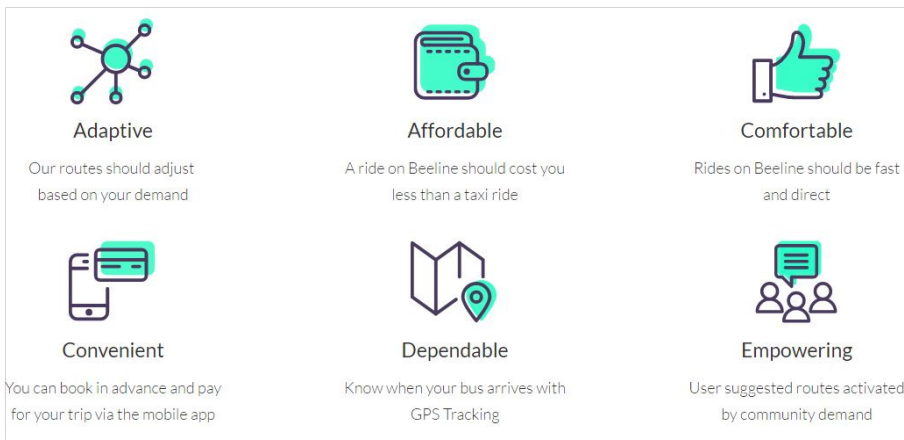 Adaptive
Our routes should adjust
based on your demand
Affordable
A ride on Beeline should cost you
less than a taxi ride
Comfortable
Rides on Beeline should be fast
and direct
Convenient
You can book in advance and pay
for your trip via the mobile app
Dependable
Know when your bus arrives with
GPS Tracking
Empowering
User suggested routes activated
by community demand